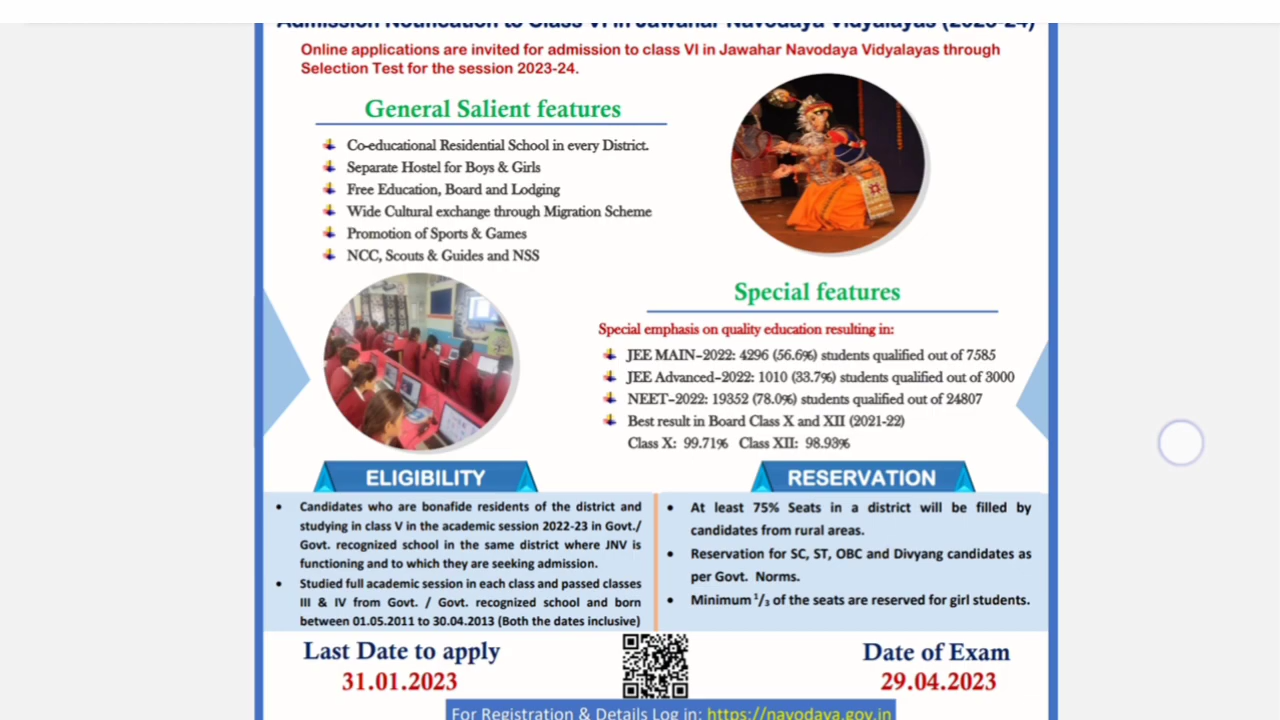 Admission Notification to Class VI in Jawahar Navodaya Vidyalayas (2023-24)
Online applications are invited for admission to class VI in Jawahar Navodaya Vidyalayas through
Selection Test for the session 2023-24.
General Salient features
Co-educational Residential School in every District.
Separate Hostel for Boys & Girls
Free Education, Board and Lodging
Wide Cultural exchange through Migration Scheme
Promotion of Sports & Games
NCC, Scouts & Guides and NSS
Special features
Special emphasis on quality education resulting in:
JEE MAIN-2022: 4296 (56.6%) students qualified out of 7585
JEE Advanced-2022: 1010 (33.7%) students qualified out of 3000
NEET-2022: 19352 (78.0%) students qualified out of 24807
Best result in Board Class X and XII (2021-22)
Class X: 99.71% Class XII: 98.93%
ELIGIBILITY
• Candidates who are bonafide residents of the district and
studying in class V in the academic session 2022-23 in Govt./
Govt. recognized school in the same district where JNV is
functioning and to which they are seeking admission.
• Studied full academic session in each class and passed classes
III & IV from Govt. / Govt. recognized school and born
between 01.05.2011 to 30.04.2013 (Both the dates inclusive)
RESERVATION
• At least 75% Seats in a district will be filled by
candidates from rural areas.
• Reservation for SC, ST, OBC and Divyang candidates as
per Govt. Norms.
• Minimum 1/3 of the seats are reserved for girl students.
Last Date to apply
31.01.2023
Date of Exam
29.04.2023
For Registration & Details Log in: https://navodaya.gov.in